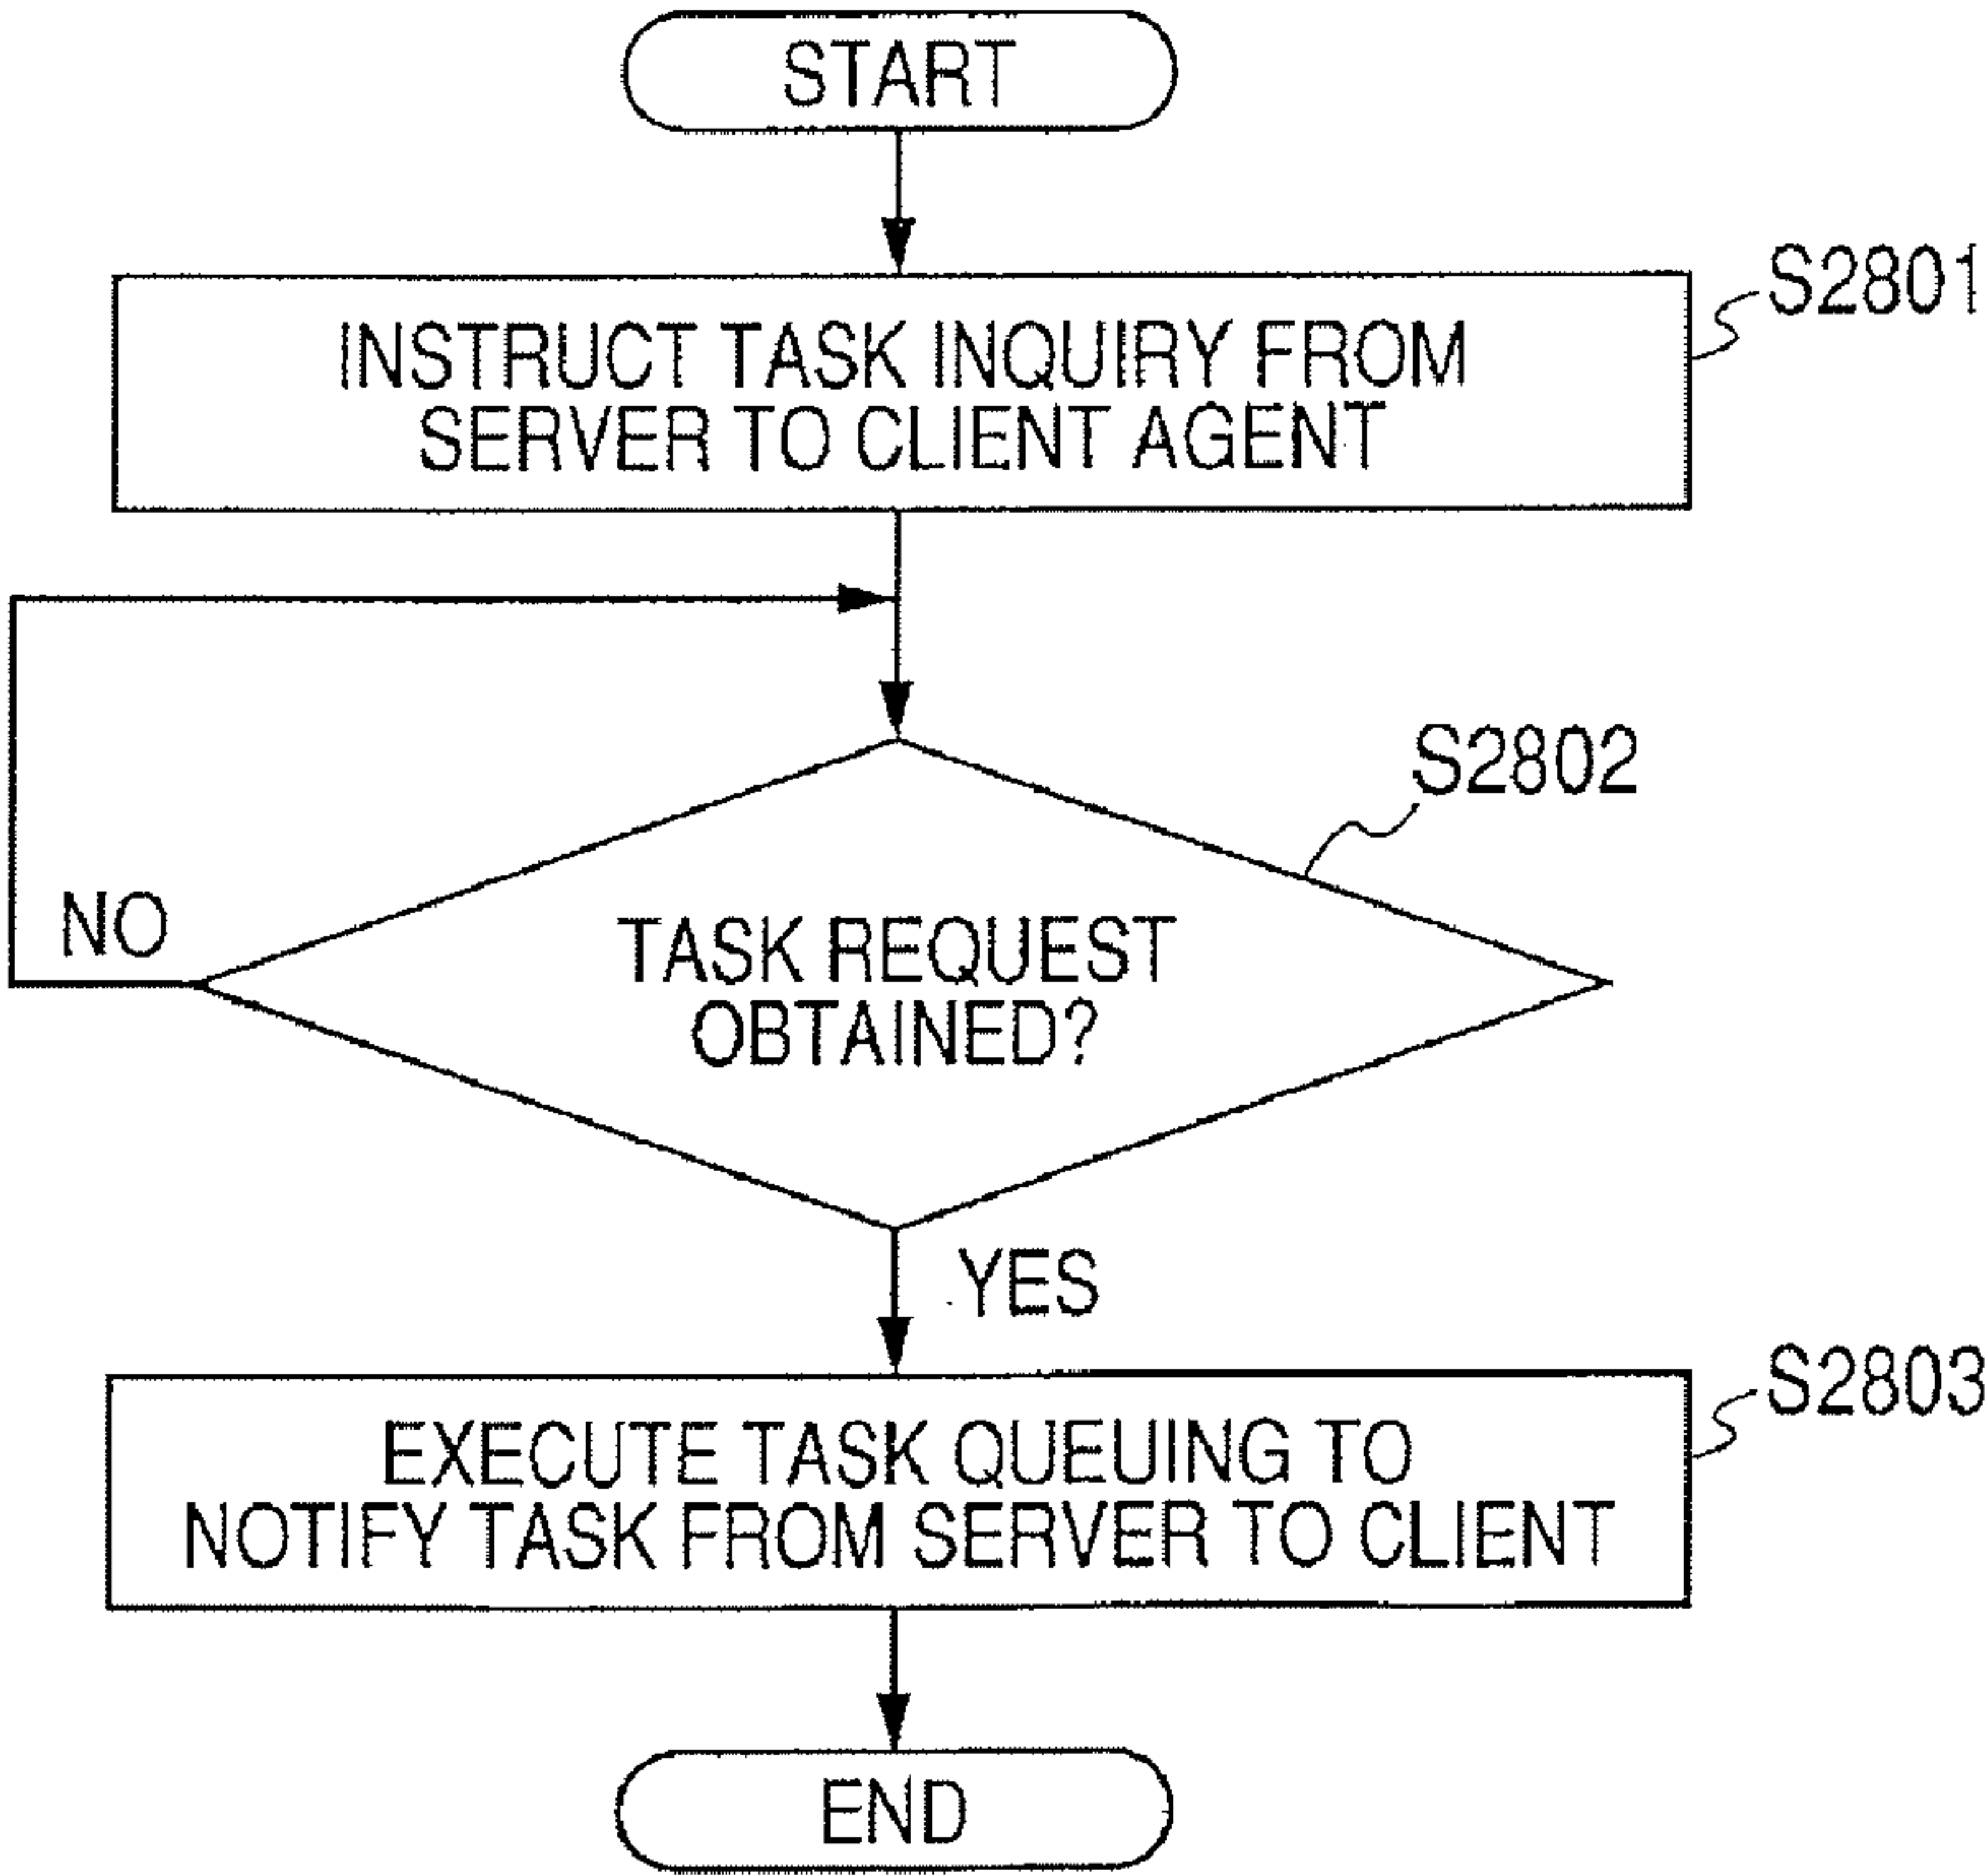 START
S2801
INSTRUCT TASK INQUIRY FROM
SERVER TO CLIENT AGENT
S2802
NO
TASK REQUEST
OBTAINED?
YES
S2803
EXECUTE TASK QUEUING TO
NOTIFY TASK FROM SERVER TO CLIENT
END